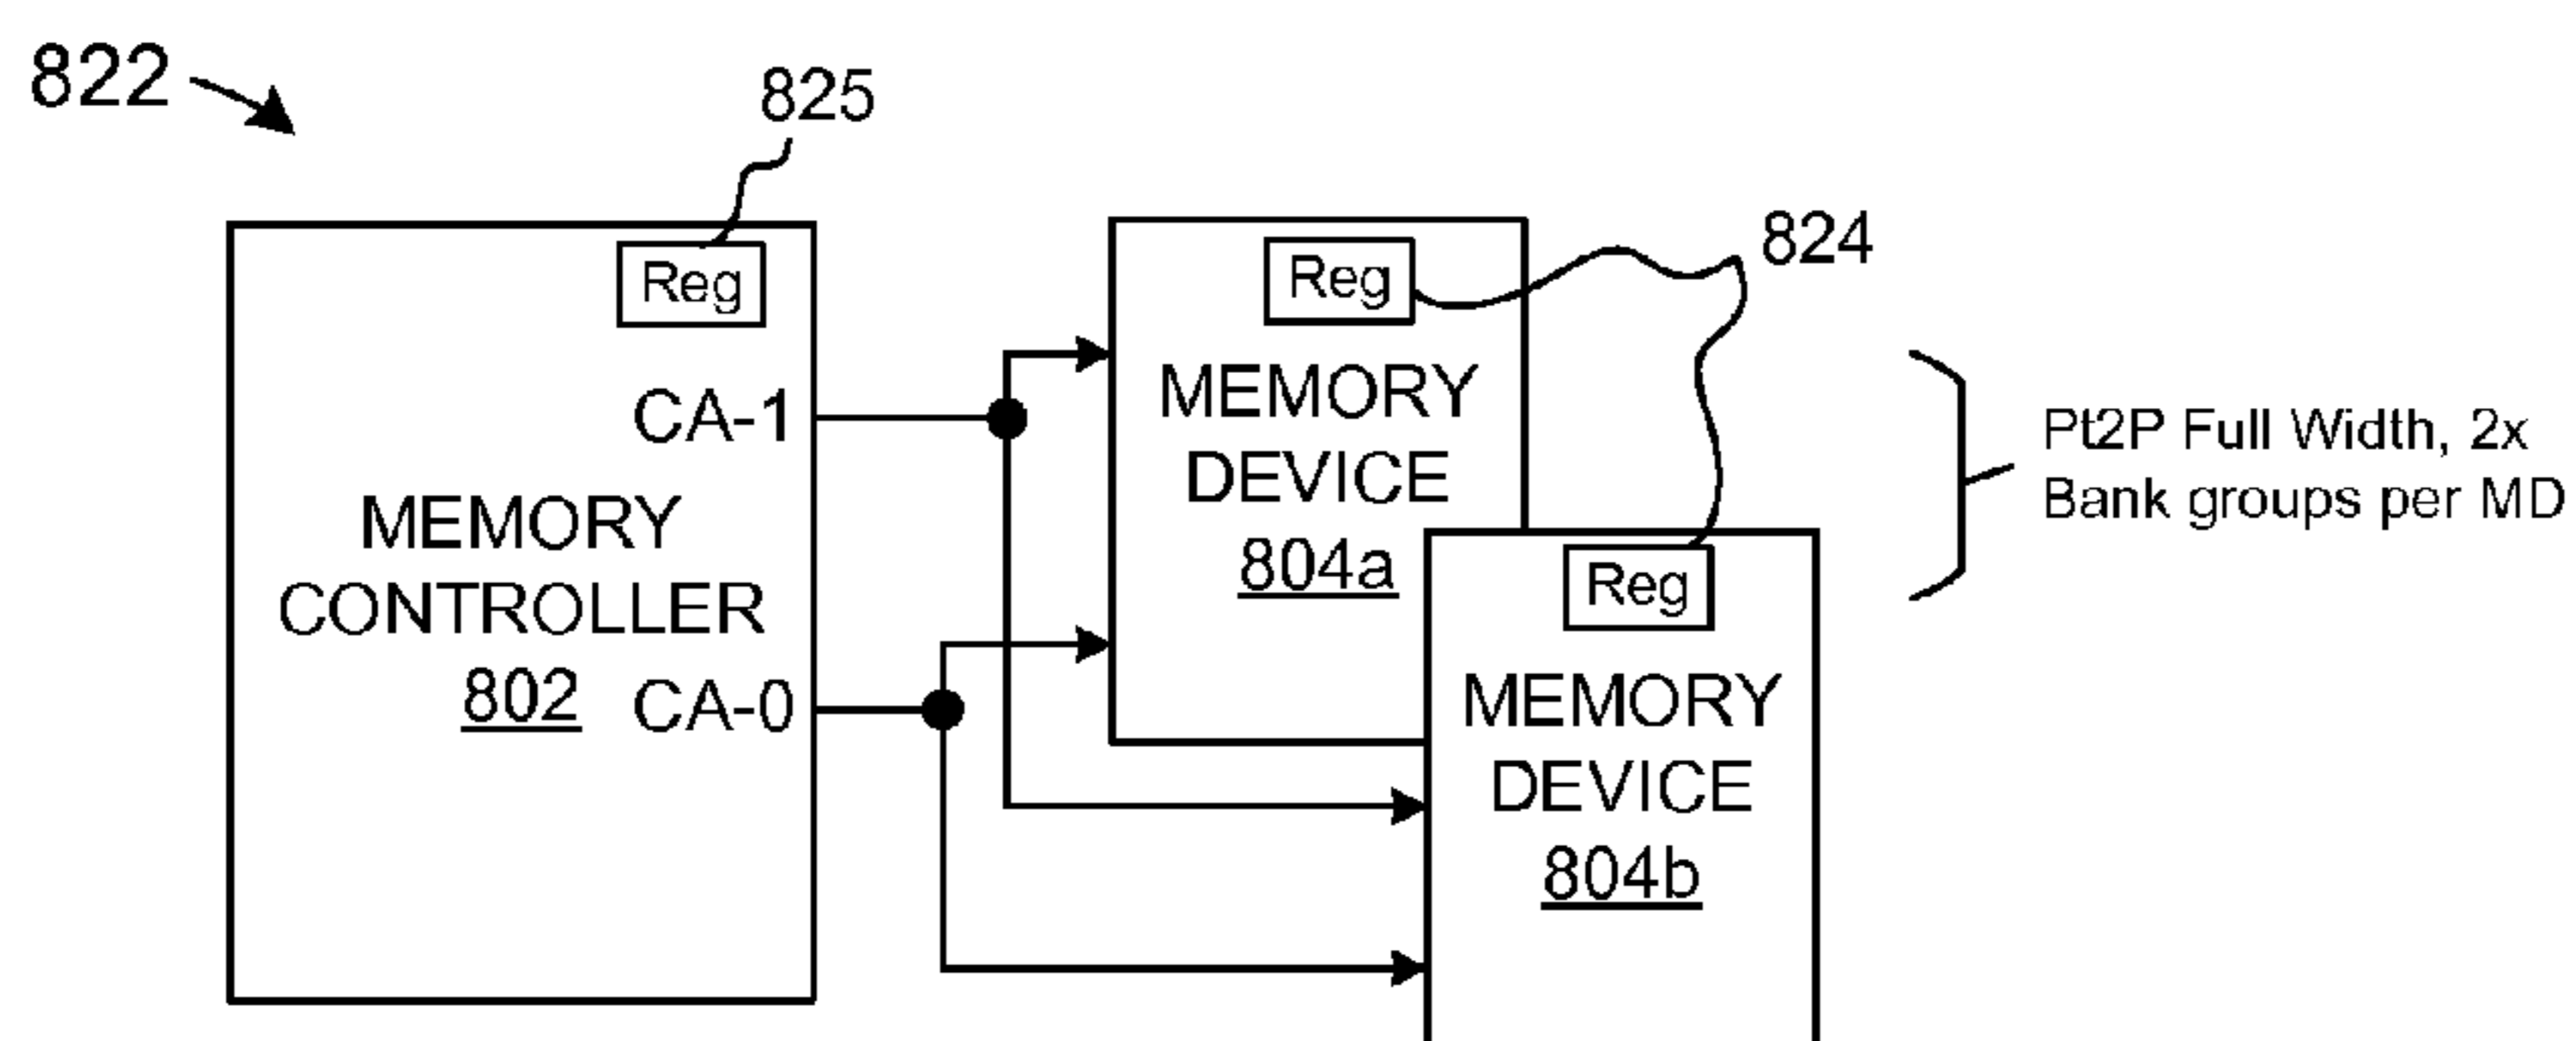 822
825
824
Reg
CA-1
MEMORY
CONTROLLER
802
CA-0
Reg
MEMORY
DEVICE
804a
Reg
MEMORY
DEVICE
804b
Pt2P Full Width, 2x
Bank groups per MD